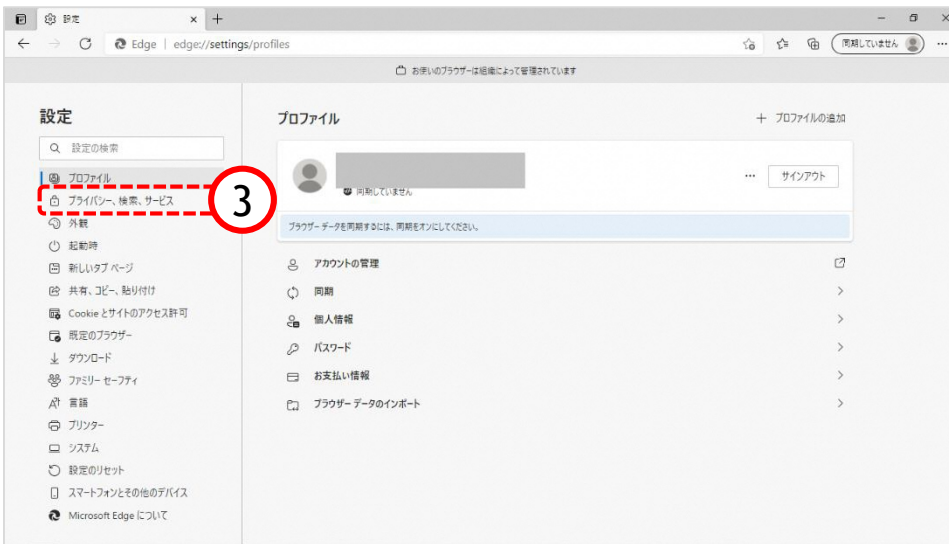 設定
Edge | edge://settings/profiles
同期していません
お使いのブラウザーは組織によって管理されています
設定
設定の検索
プロファイル
プライバシー、検索、サービス
3
外観
起動時
新しいタブ ページ
共有、コピー、貼り付け
Cookie とサイトのアクセス許可
既定のブラウザー
ダウンロード
ファミリー セーフティ
言語
プリンター
システム
設定のリセット
スマートフォンとその他のデバイス
Microsoft Edge について
プロファイル
プロファイルの追加
同期していません
サインアウト
ブラウザー データを同期するには、同期をオンにしてください。
アカウントの管理
同期
個人情報
パスワード
お支払い情報
ブラウザー データのインポート